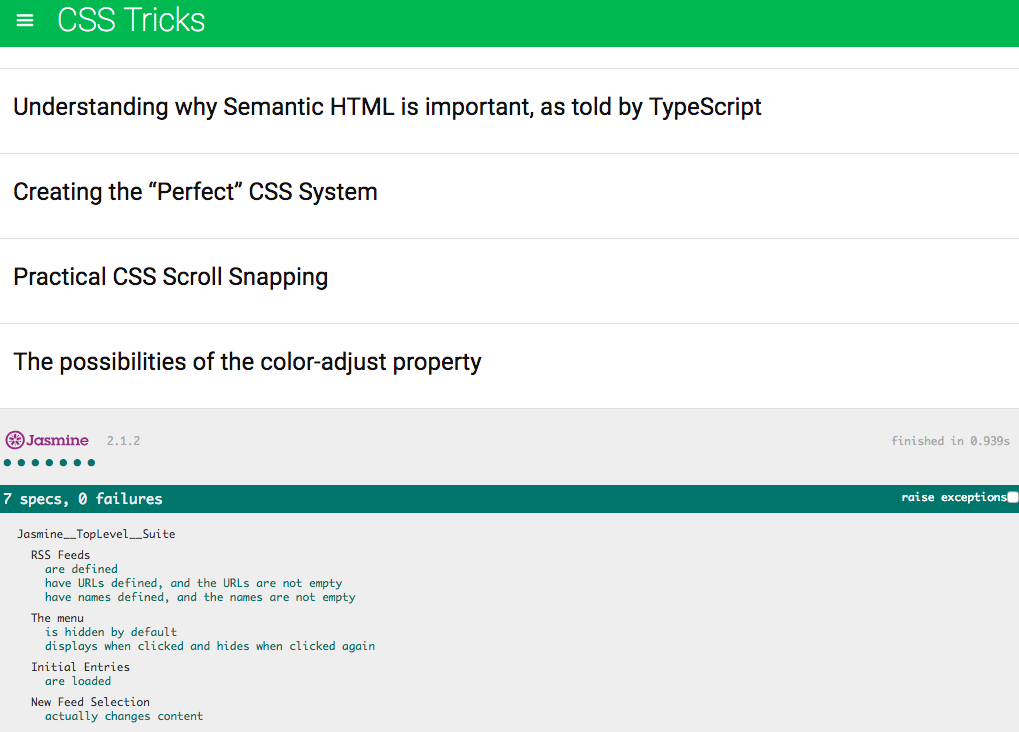 CSS Tricks
Understanding why Semantic HTML is important, as told by TypeScript
Creating the “Perfect” CSS System
Practical CSS Scroll Snapping
The possibilities of the color-adjust property
Jasmine 2.1.2 finished in 0.939s
7 specs, 0 failures raise exceptions
Jasmine__TopLevel__Suite
RSS Feeds
are defined
have URLs defined, and the URLs are not empty
have names defined, and the names are not empty
The menu
is hidden by default
displays when clicked and hides when clicked again
Initial Entries
are loaded
New Feed Selection
actually changes content